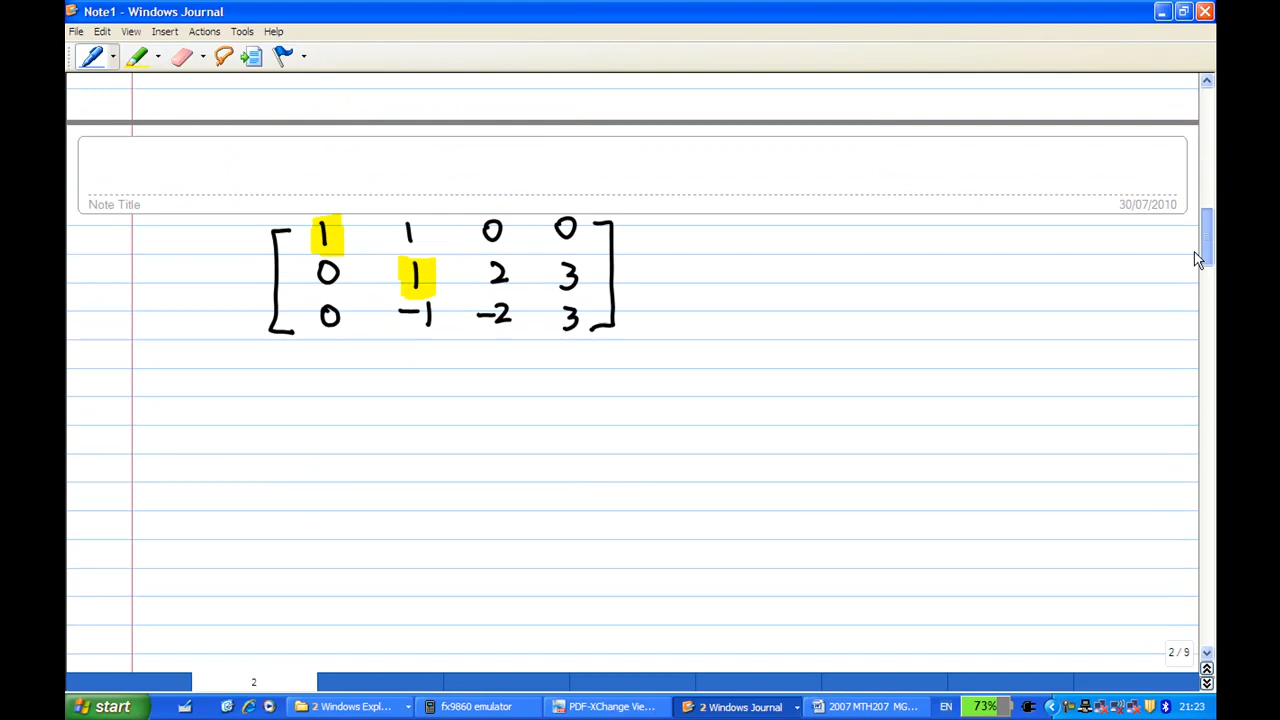 Note1 - Windows Journal
File Edit View Insert Actions Tools Help
Note Title
30/07/2010
1 1 0 0
0 1 2 3
0 -1 -2 3
2 / 9
2
start
2 Windows Expl...
fx9860 emulator
PDF-XChange Vie...
2 Windows Journal
2007 MTH207 MG...
EN
73%
21:23